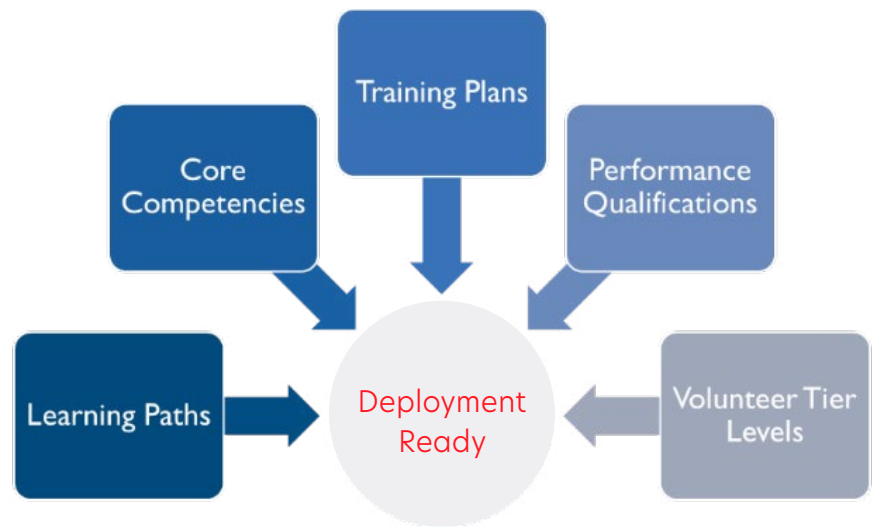 Training Plans
Core
Competencies
Performance
Qualifications
Learning Paths
Deployment
Ready
Volunteer Tier
Levels